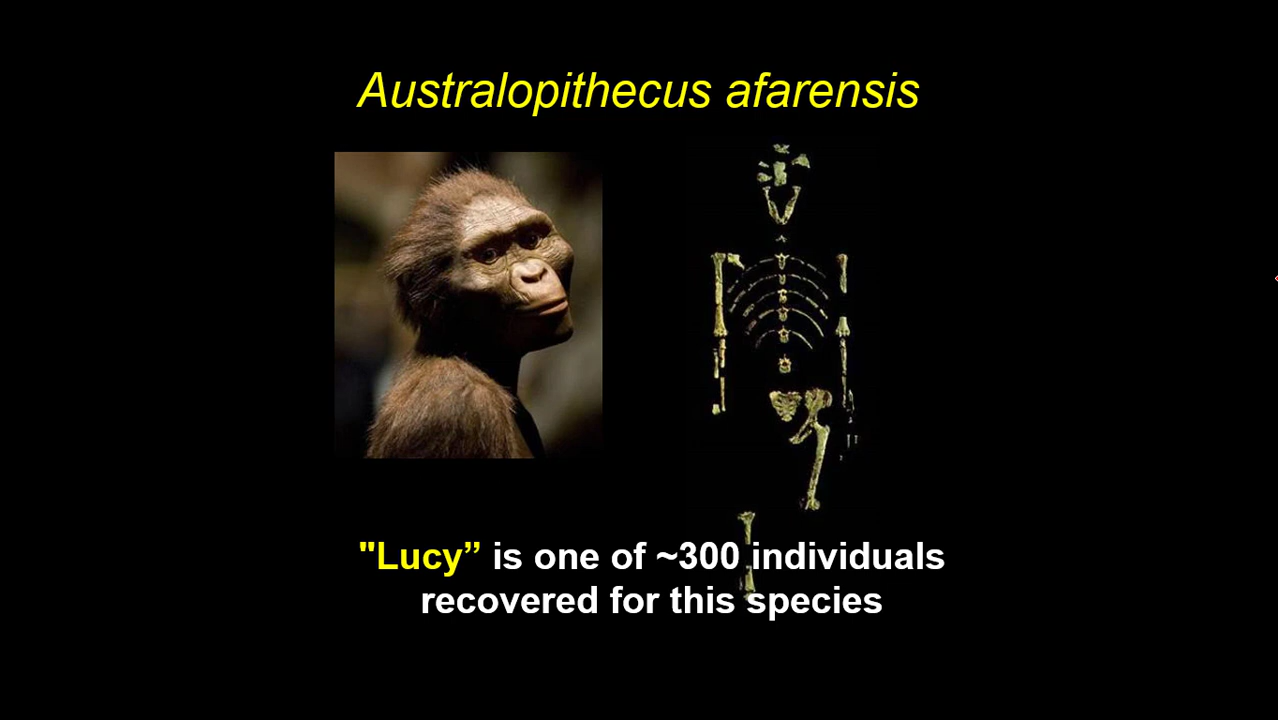 Australopithecus afarensis
"Lucy” is one of ~300 individuals
recovered for this species